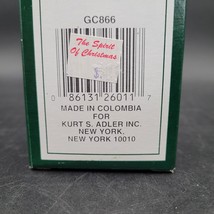 GC866
The Spirit
Of Christmas
0 86131 26011 7
MADE IN COLOMBIA
FOR
KURT S. ADLER INC.
NEW YORK,
NEW YORK 10010